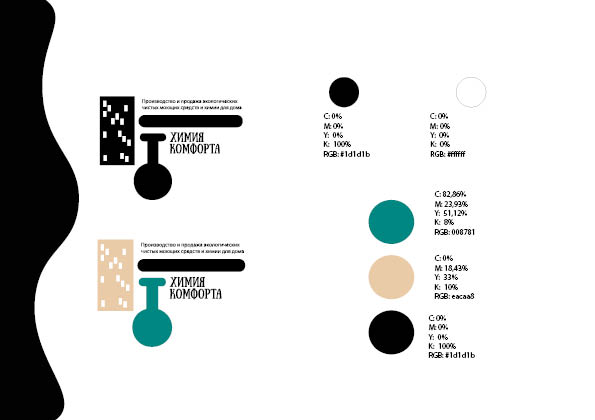 Производство и продажа экологических
чистых моющих средств и химии для дома
ХИМИЯ
КОМФОРТА
C: 0%
M: 0%
Y: 0%
K: 100%
RGB: #1d1d1b
C: 0%
M: 0%
Y: 0%
K: 0%
RGB: #ffffff
C: 82,86%
M: 23,93%
Y: 51,12%
K: 8%
RGB: 008781
Производство и продажа экологических
чистых моющих средств и химии для дома
ХИМИЯ
КОМФОРТА
C: 0%
M: 18,43%
Y: 33%
K: 10%
RGB: eacaa8
C: 0%
M: 0%
Y: 0%
K: 100%
RGB: #1d1d1b